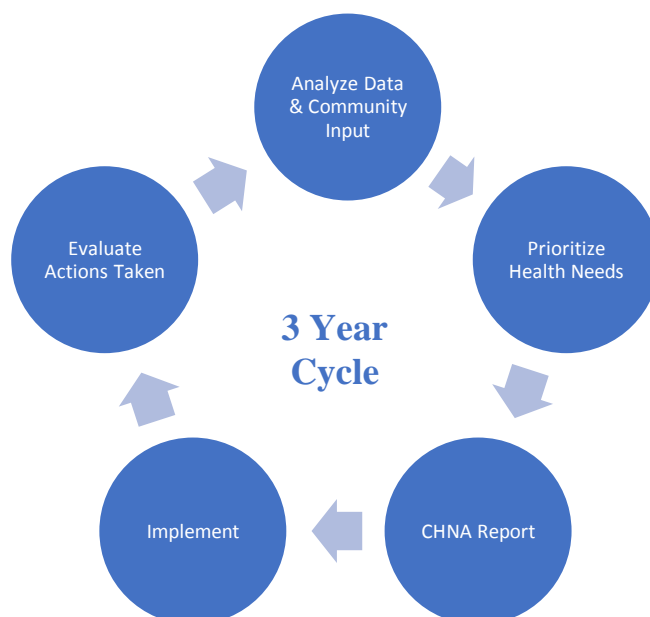 Analyze Data
& Community
Input
Prioritize
Health Needs
CHNA Report
Implement
Evaluate
Actions Taken
3 Year
Cycle